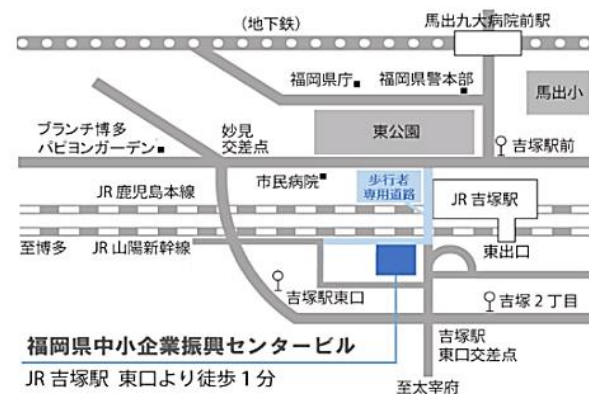 (地下鉄)
馬出九大病院前駅
福岡県庁
福岡県警本部
馬出小
ブランチ博多
パピヨンガーデン
妙見
交差点
東公園
吉塚駅前
市民病院
歩行者
専用道路
JR 鹿児島本線
JR 吉塚駅
至博多
JR 山陽新幹線
東出口
吉塚駅東口
吉塚2丁目
福岡県中小企業振興センタービル
JR 吉塚駅 東口より徒歩1分
吉塚駅
東口交差点
至太宰府